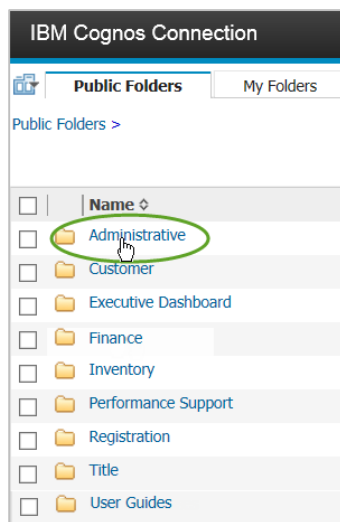 IBM Cognos Connection
Public Folders My Folders
Public Folders >
Name
Administrative
Customer
Executive Dashboard
Finance
Inventory
Performance Support
Registration
Title
User Guides